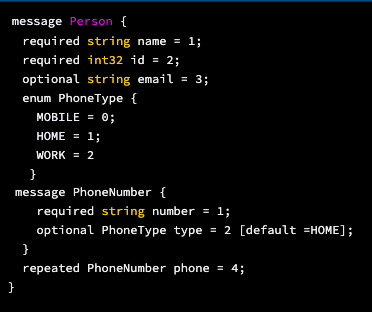 message Person {
required string name = 1;
required int32 id = 2;
optional string email = 3;
enum PhoneType {
MOBILE = 0;
HOME = 1;
WORK = 2
}
message PhoneNumber {
required string number = 1;
optional PhoneType type = 2 [default =HOME];
}
repeated PhoneNumber phone = 4;
}